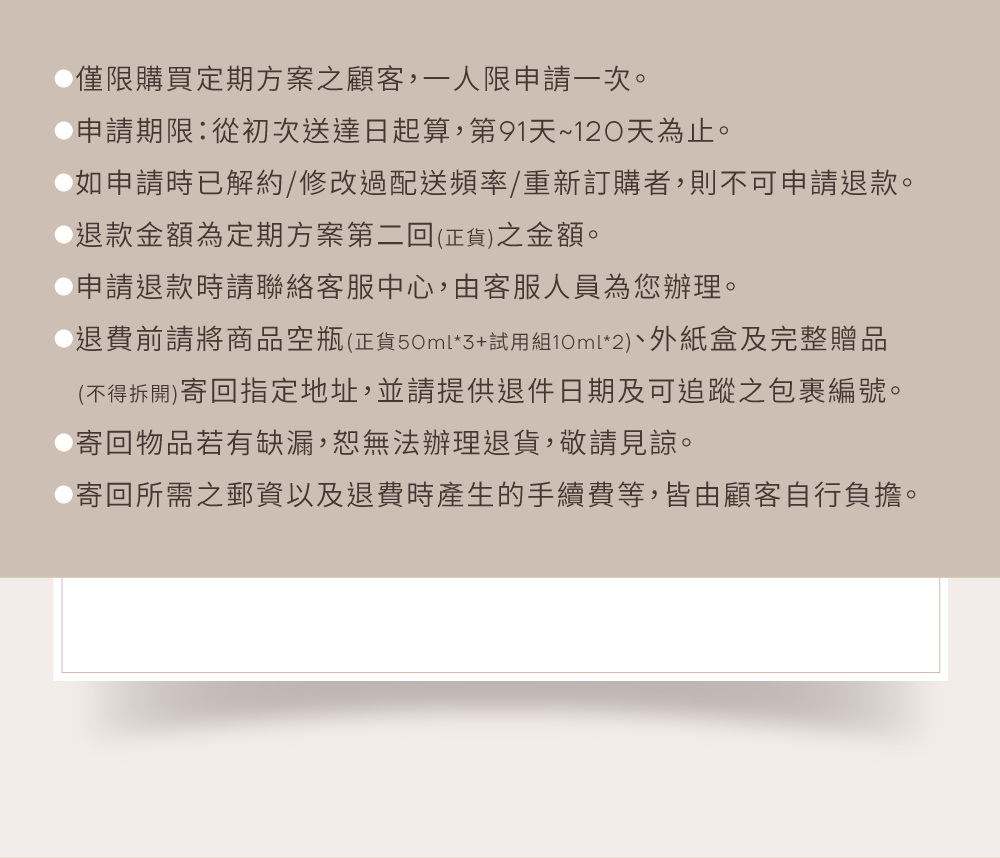 ●僅限購買定期方案之顧客，一人限申請一次。
●申請期限：從初次送達日起算，第91天~120天為止。
●如申請時已解約/修改過配送頻率/重新訂購者，則不可申請退款。
●退款金額為定期方案第二回(正貨)之金額。
●申請退款時請聯絡客服中心，由客服人員為您辦理。
●退費前請將商品空瓶(正貨50ml*3+試用組10ml*2)、外紙盒及完整贈品
(不得拆開)寄回指定地址，並請提供退件日期及可追蹤之包裹編號。
●寄回物品若有缺漏，恕無法辦理退貨，敬請見諒。
●寄回所需之郵資以及退費時產生的手續費等，皆由顧客自行負擔。